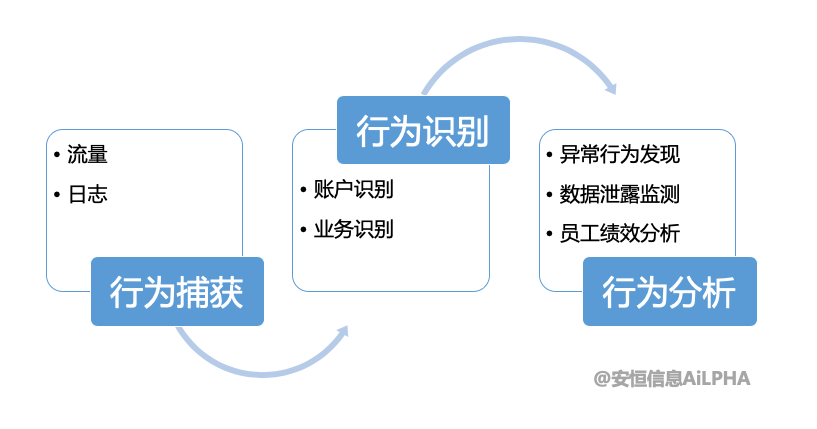 • 流量
• 日志
行为捕获
行为识别
• 账户识别
• 业务识别
• 异常行为发现
• 数据泄露监测
• 员工绩效分析
行为分析
@安恒信息AiLPHA